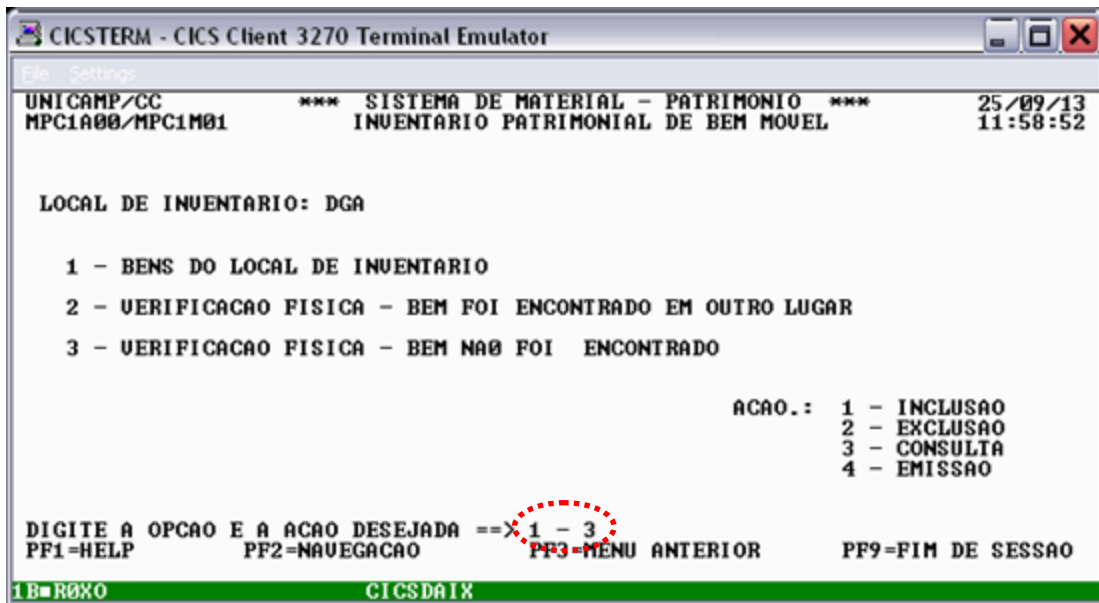 CICSTERM - CICS Client 3270 Terminal Emulator
File Settings
UNICAMP/CC *** SISTEMA DE MATERIAL - PATRIMONIO *** 25/09/13
MPC1A00/MPC1M01 INVENTARIO PATRIMONIAL DE BEM MOVEL 11:58:52
LOCAL DE INVENTARIO: DGA
1 - BENS DO LOCAL DE INVENTARIO
2 - VERIFICACAO FISICA - BEM FOI ENCONTRADO EM OUTRO LUGAR
3 - VERIFICACAO FISICA - BEM NAO FOI ENCONTRADO
ACAO.: 1 - INCLUSAO
2 - EXCLUSAO
3 - CONSULTA
4 - EMISSAO
DIGITE A OPCAO E A ACAO DESEJADA ==> 1 - 3
PF1=HELP PF2=NAVEGACAO PF3=MENU ANTERIOR PF9=FIM DE SESSAO
1B■R0X0 CICSDAIX